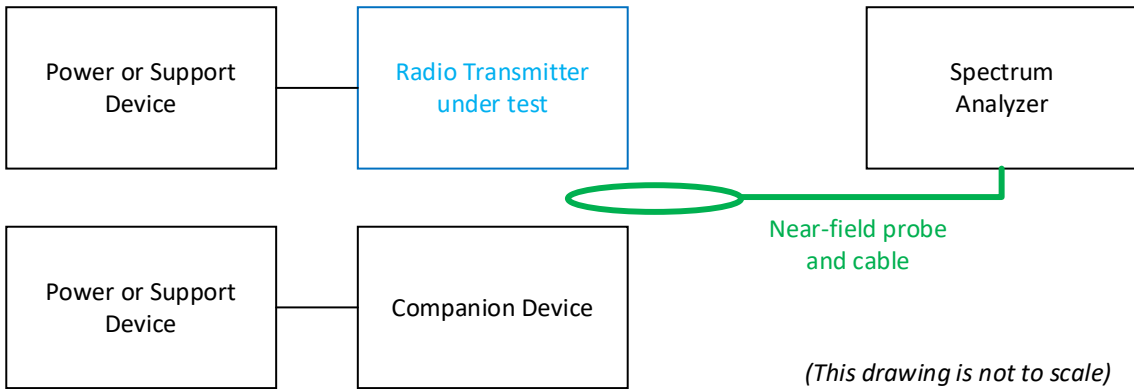 Power or Support
Device
Radio Transmitter
under test
Spectrum
Analyzer
Near-field probe
and cable
Power or Support
Device
Companion Device
(This drawing is not to scale)